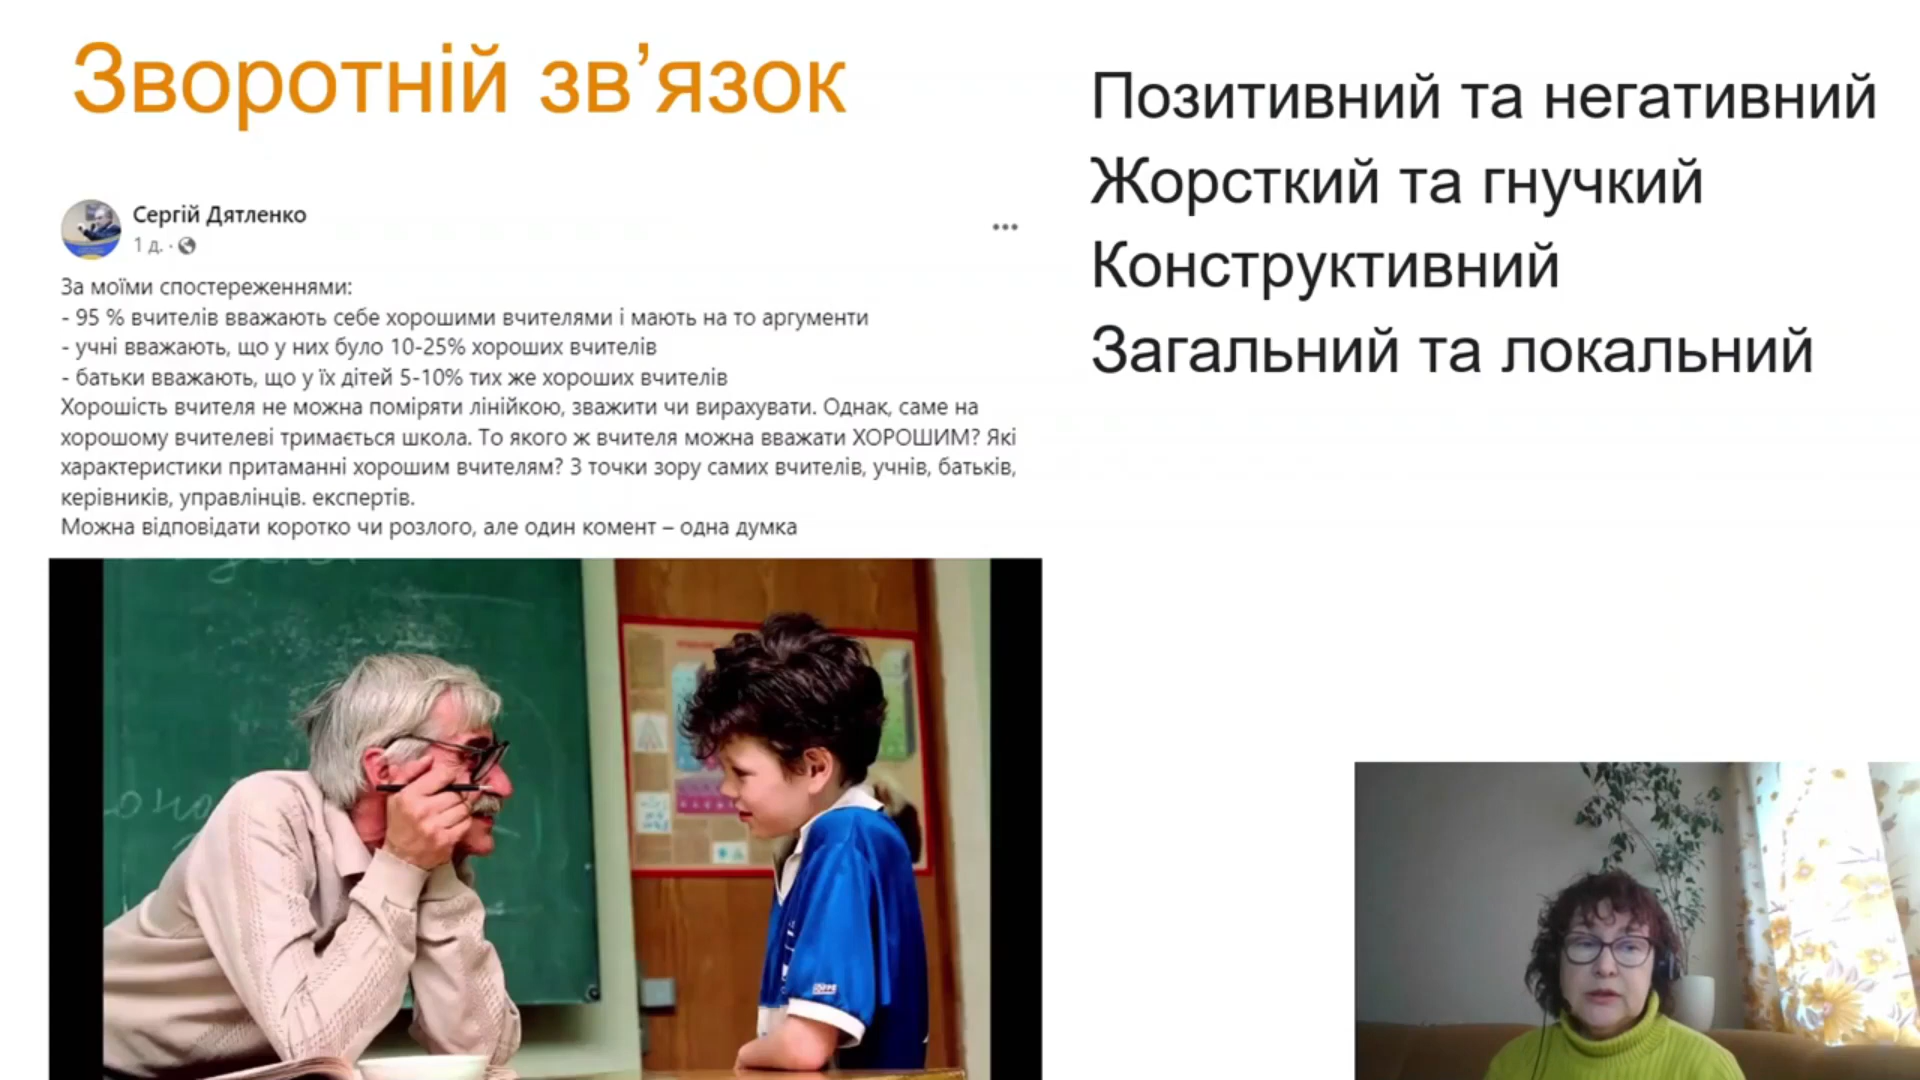 Зворотній зв’язок
Сергій Дятленко
1 д. ·
За моїми спостереженнями:
- 95 % вчителів вважають себе хорошими вчителями і мають на то аргументи
- учні вважають, що у них було 10-25% хороших вчителів
- батьки вважають, що у їх дітей 5-10% тих же хороших вчителів
Хорошість вчителя не можна поміряти лінійкою, зважити чи вирахувати. Однак, саме на
хорошому вчителеві тримається школа. То якого ж вчителя можна вважати ХОРОШИМ? Які
характеристики притаманні хорошим вчителям? З точки зору самих вчителів, учнів, батьків,
керівників, управлінців. експертів.
Можна відповідати коротко чи розлого, але один комент – одна думка
Позитивний та негативний
Жорсткий та гнучкий
Конструктивний
Загальний та локальний